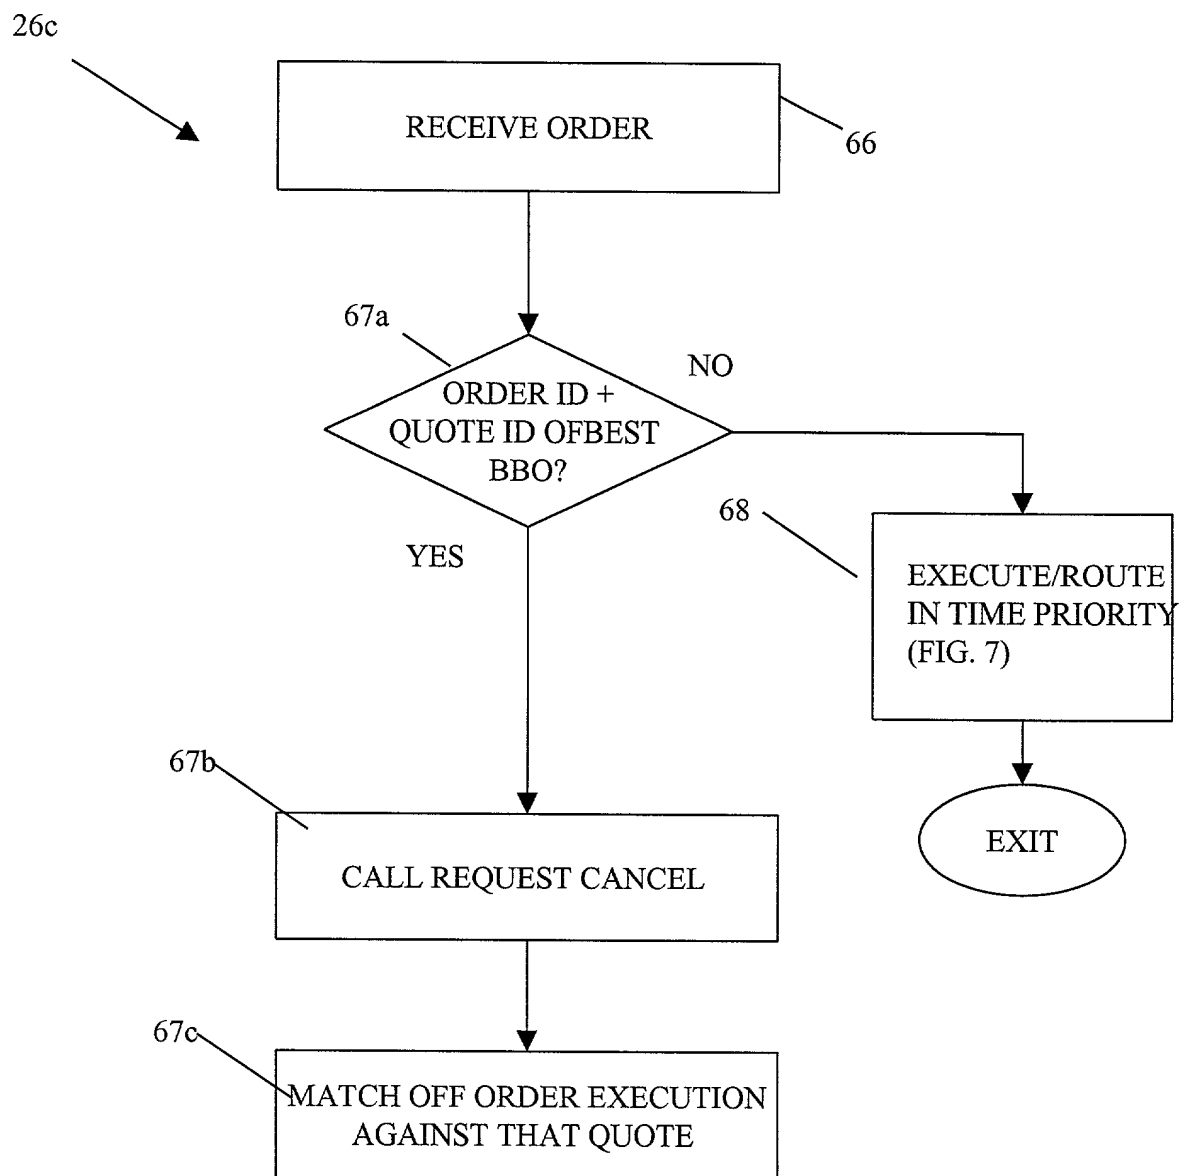 26c
RECEIVE ORDER
66
67a
NO
ORDER ID +
QUOTE ID OFBEST
BBO?
68
YES
EXECUTE/ROUTE
IN TIME PRIORITY
(FIG. 7)
67b
EXIT
CALL REQUEST CANCEL
67c
MATCH OFF ORDER EXECUTION
AGAINST THAT QUOTE